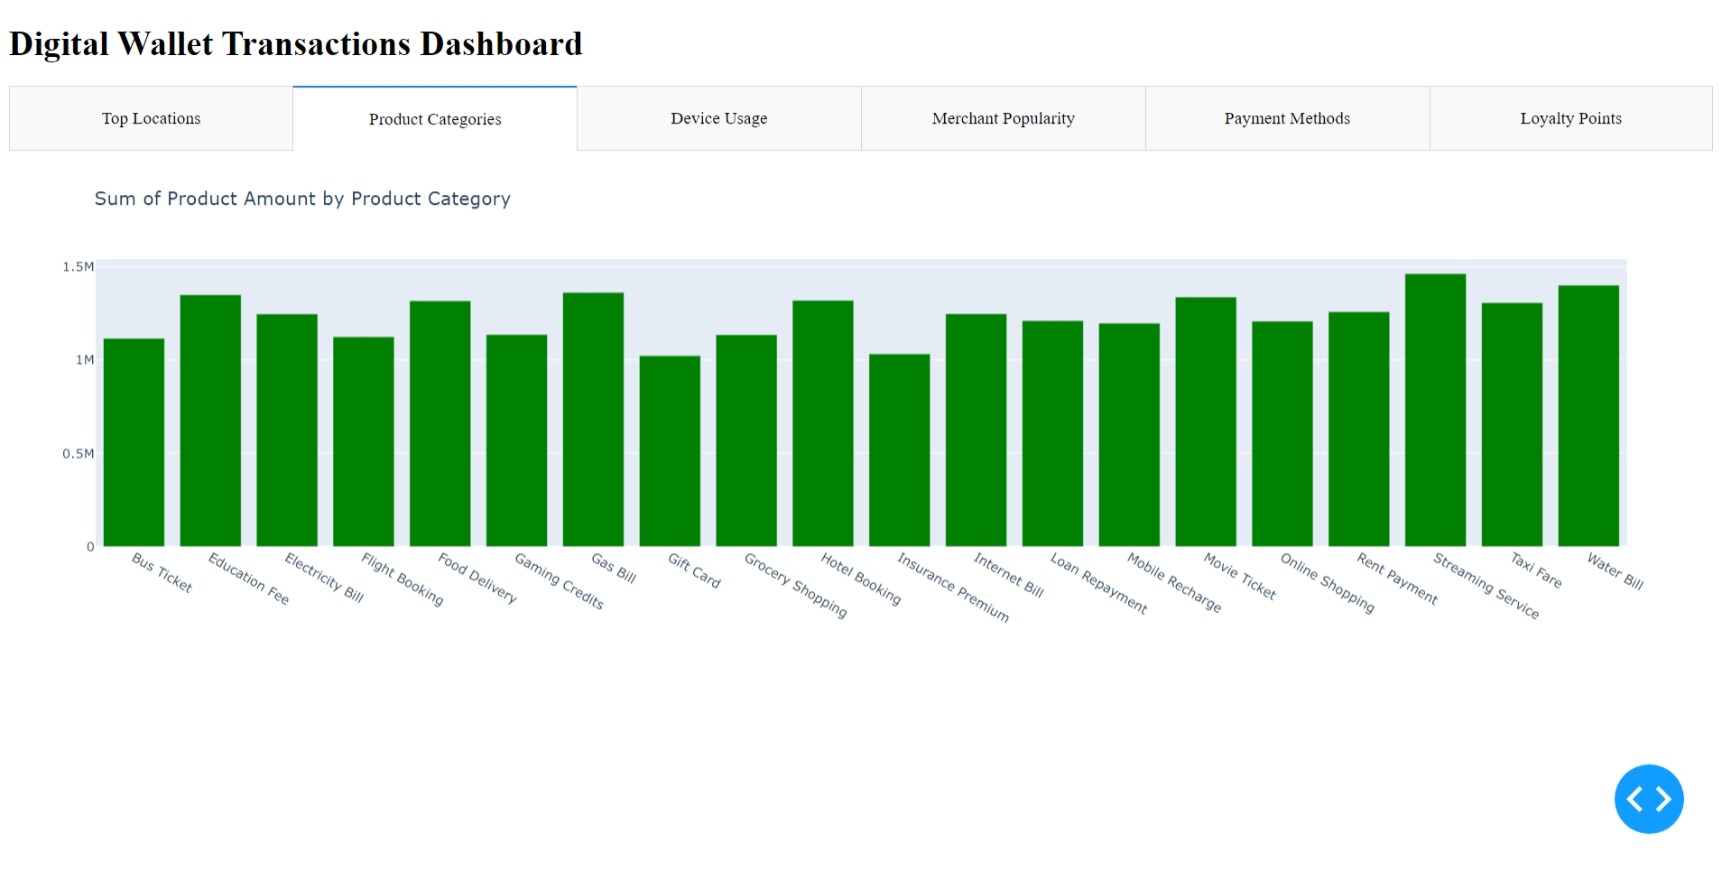 Digital Wallet Transactions Dashboard
Top Locations
Product Categories
Device Usage
Merchant Popularity
Payment Methods
Loyalty Points
Sum of Product Amount by Product Category
1.5M
1M
0.5M
0
Bus Ticket
Education Fee
Electricity Bill
Flight Booking
Food Delivery
Gaming Credits
Gas Bill
Gift Card
Grocery Shopping
Hotel Booking
Insurance Premium
Internet Bill
Loan Repayment
Mobile Recharge
Movie Ticket
Online Shopping
Rent Payment
Streaming Service
Taxi Fare
Water Bill